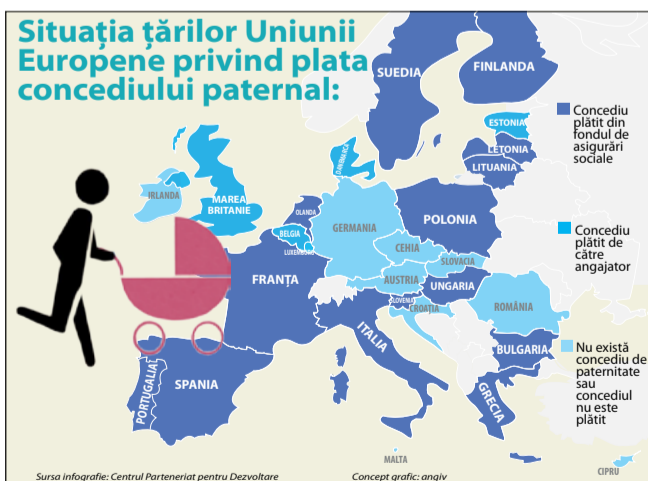 Situația țărilor Uniunii
Europene privind plata
concediului paternal:
SUEDIA
FINLANDA
ESTONIA
LETONIA
LITUANIA
DANEMARCA
IRLANDA
MAREA
BRITANIE
OLANDA
BELGIA
LUXEMBURG
GERMANIA
POLONIA
CEHIA
SLOVACIA
AUSTRIA
UNGARIA
FRANȚA
SLOVENIA
CROAȚIA
ROMÂNIA
ITALIA
BULGARIA
GRECIA
PORTUGALIA
SPANIA
MALTA
CIPRU
Concediu
plătit din
fondul de
asigurări
sociale
Concediu
plătit de
către
angajator
Nu există
concediu de
paternitate
sau
concediul
nu este
plătit
Sursa infografie: Centrul Parteneriat pentru Dezvoltare
Concept grafic: angiv